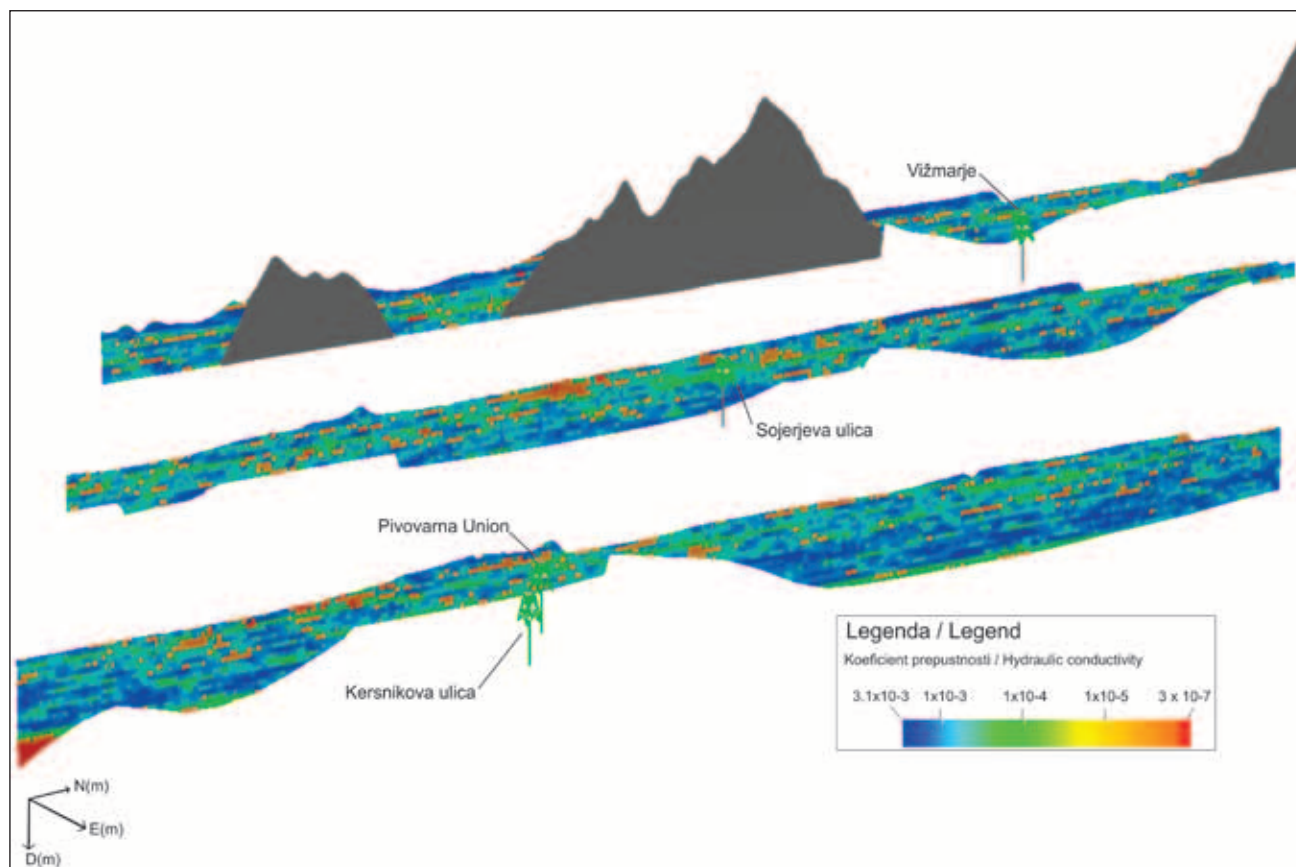 Vižmarje
Sojerjeva ulica
Pivovarna Union
Kersnikova ulica
Legenda / Legend
Koeficient prepustnosti / Hydraulic conductivity
3.1x10-3 1x10-3 1x10-4 1x10-5 3 x 10-7
N(m)
E(m)
D(m)